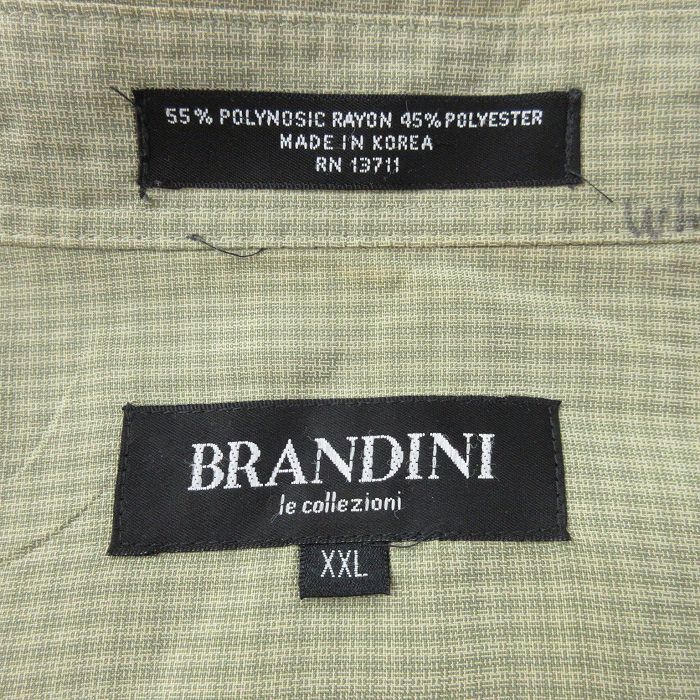 55% POLYNOSIC RAYON 45% POLYESTER
MADE IN KOREA
RN 13711
BRANDINI
le collezioni
XXL